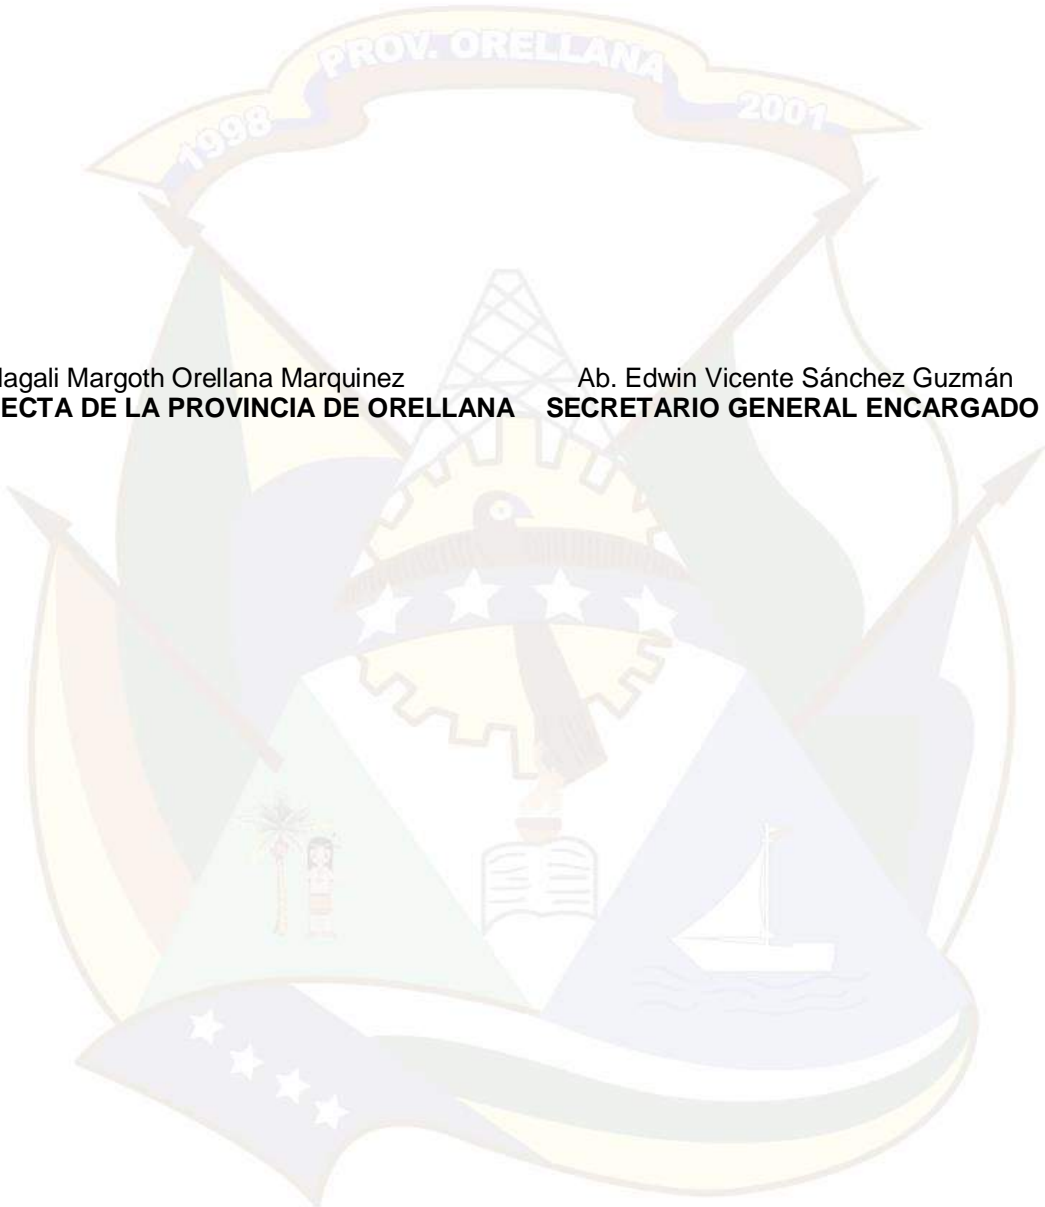 PROV. ORELLANA
1998 2001
agali Margoth Orellana Marquinez Ab. Edwin Vicente Sánchez Guzmán
ECTA DE LA PROVINCIA DE ORELLANA SECRETARIO GENERAL ENCARGADO